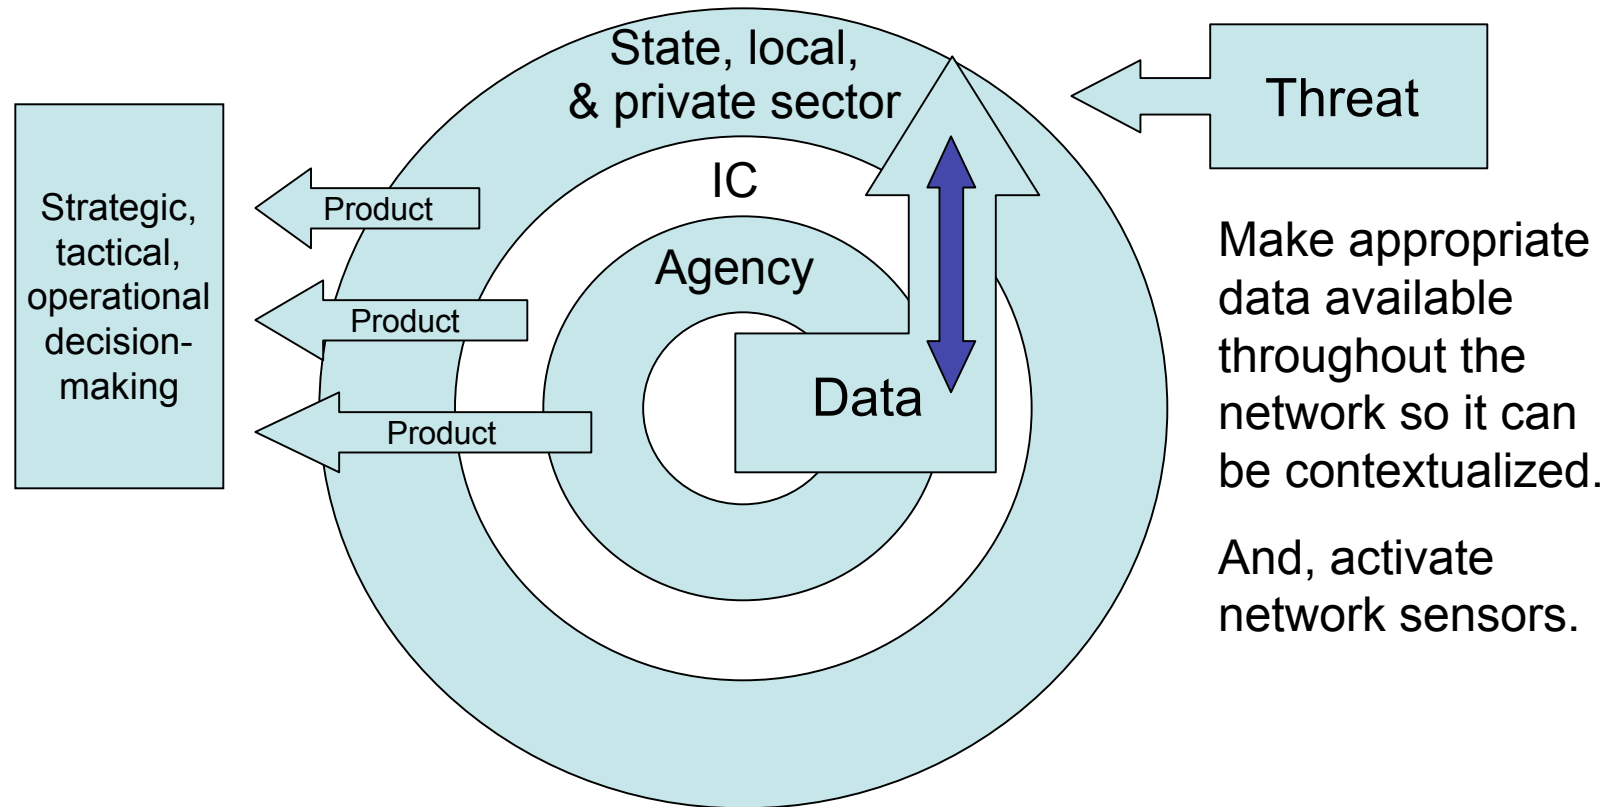 State, local,
& private sector
Threat
IC
Product
Strategic,
tactical,
operational
decision-
making
Agency
Product
Data
Product
Make appropriate
data available
throughout the
network so it can
be contextualized.
And, activate
network sensors.